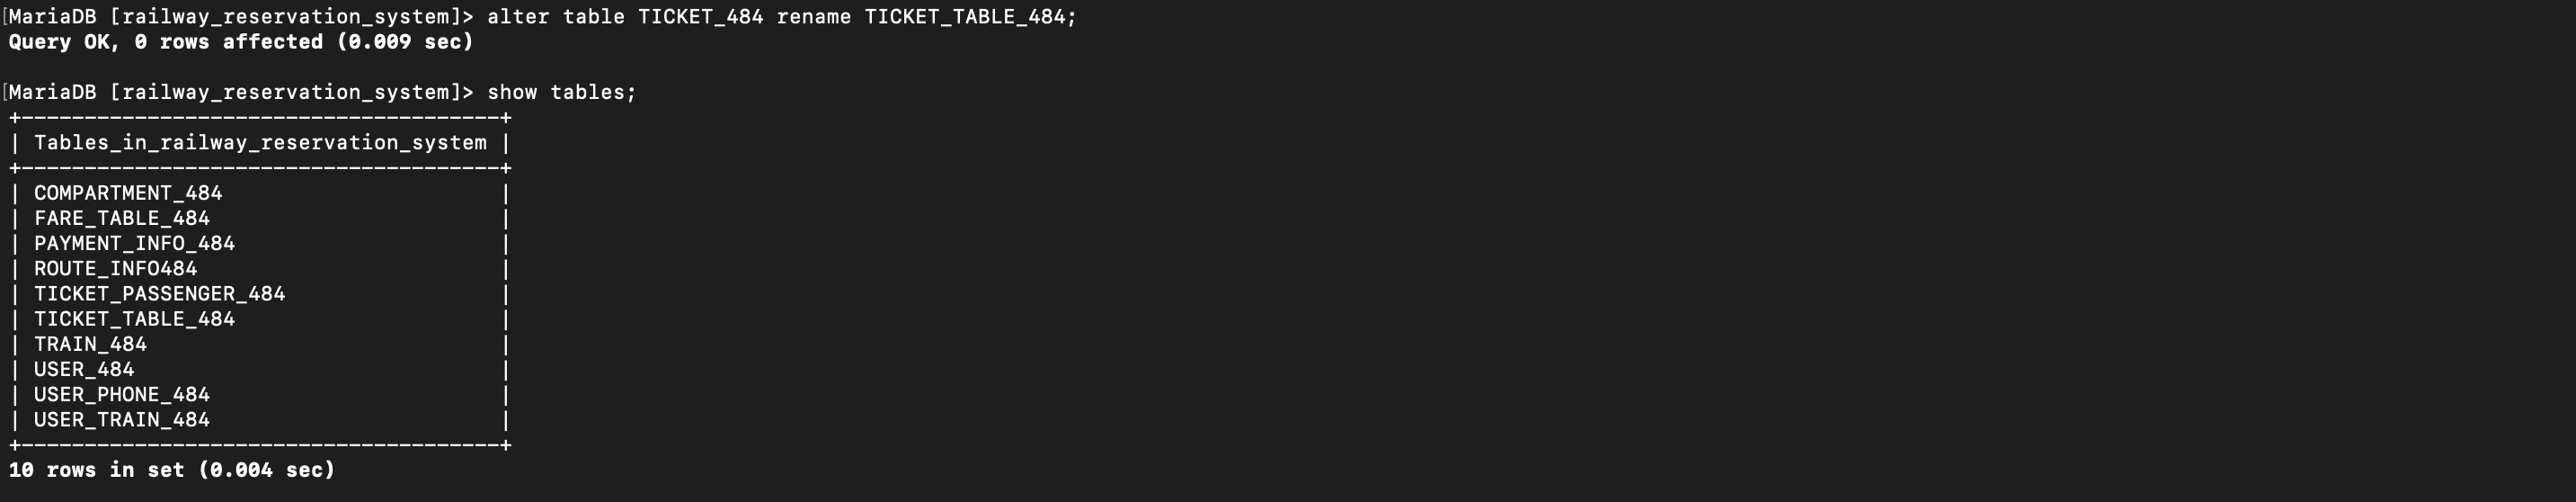 [MariaDB [railway_reservation_system]> alter table TICKET_484 rename TICKET_TABLE_484;
Query OK, 0 rows affected (0.009 sec)
[MariaDB [railway_reservation_system]> show tables;
+--------------------------------------+
| Tables_in_railway_reservation_system |
+--------------------------------------+
| COMPARTMENT_484                      |
| FARE_TABLE_484                       |
| PAYMENT_INFO_484                     |
| ROUTE_INFO484                        |
| TICKET_PASSENGER_484                 |
| TICKET_TABLE_484                     |
| TRAIN_484                            |
| USER_484                             |
| USER_PHONE_484                       |
| USER_TRAIN_484                       |
+--------------------------------------+
10 rows in set (0.004 sec)